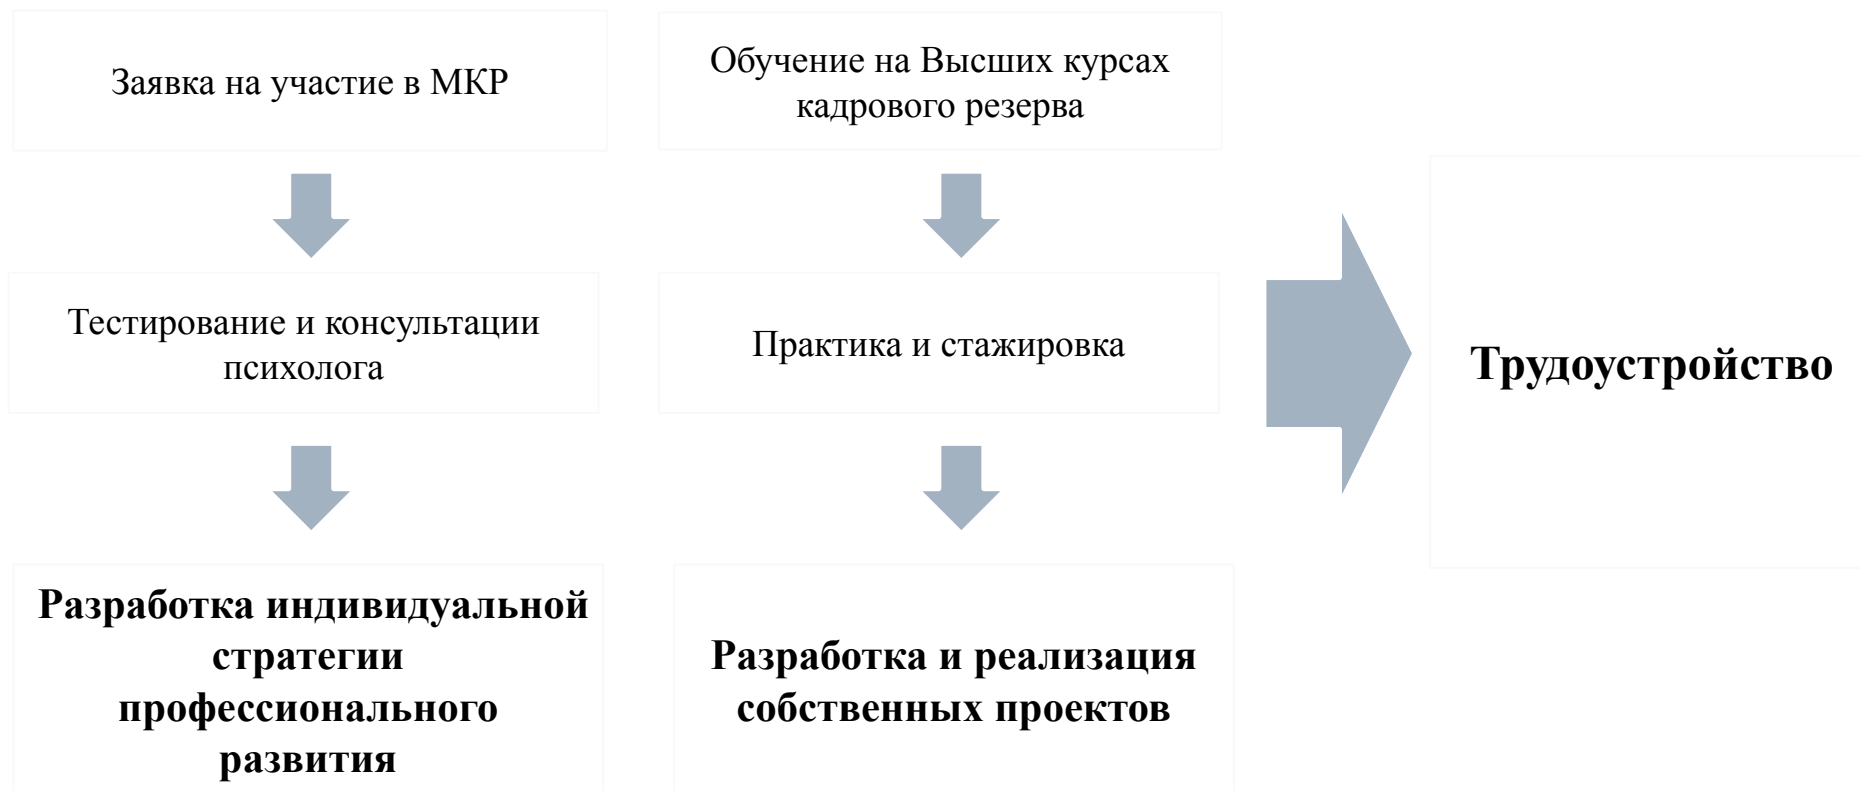 Заявка на участие в МКР
Тестирование и консультации
психолога
Разработка индивидуальной
стратегии
профессионального
развития
Обучение на Высших курсах
кадрового резерва
Практика и стажировка
Разработка и реализация
собственных проектов
Трудоустройство